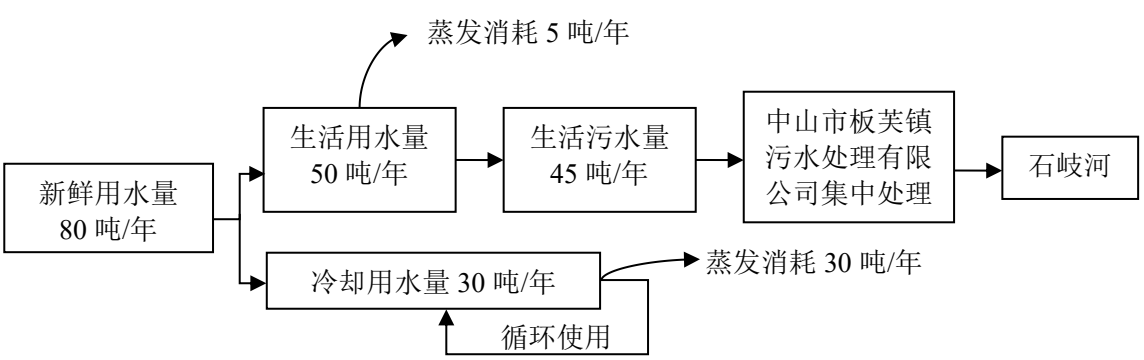 蒸发消耗 5 吨/年
新鲜用水量
80 吨/年
生活用水量
50 吨/年
生活污水量
45 吨/年
中山市板芙镇
污水处理有限
公司集中处理
石岐河
冷却用水量 30 吨/年
蒸发消耗 30 吨/年
循环使用